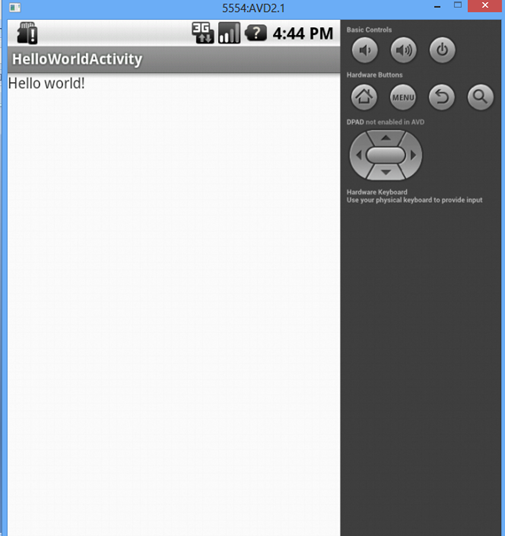 5554:AVD2.1
3G
?
4:44 PM
HelloWorldActivity
Hello world!
Basic Controls
Hardware Buttons
MENU
DPAD not enabled in AVD
Hardware Keyboard
Use your physical keyboard to provide input